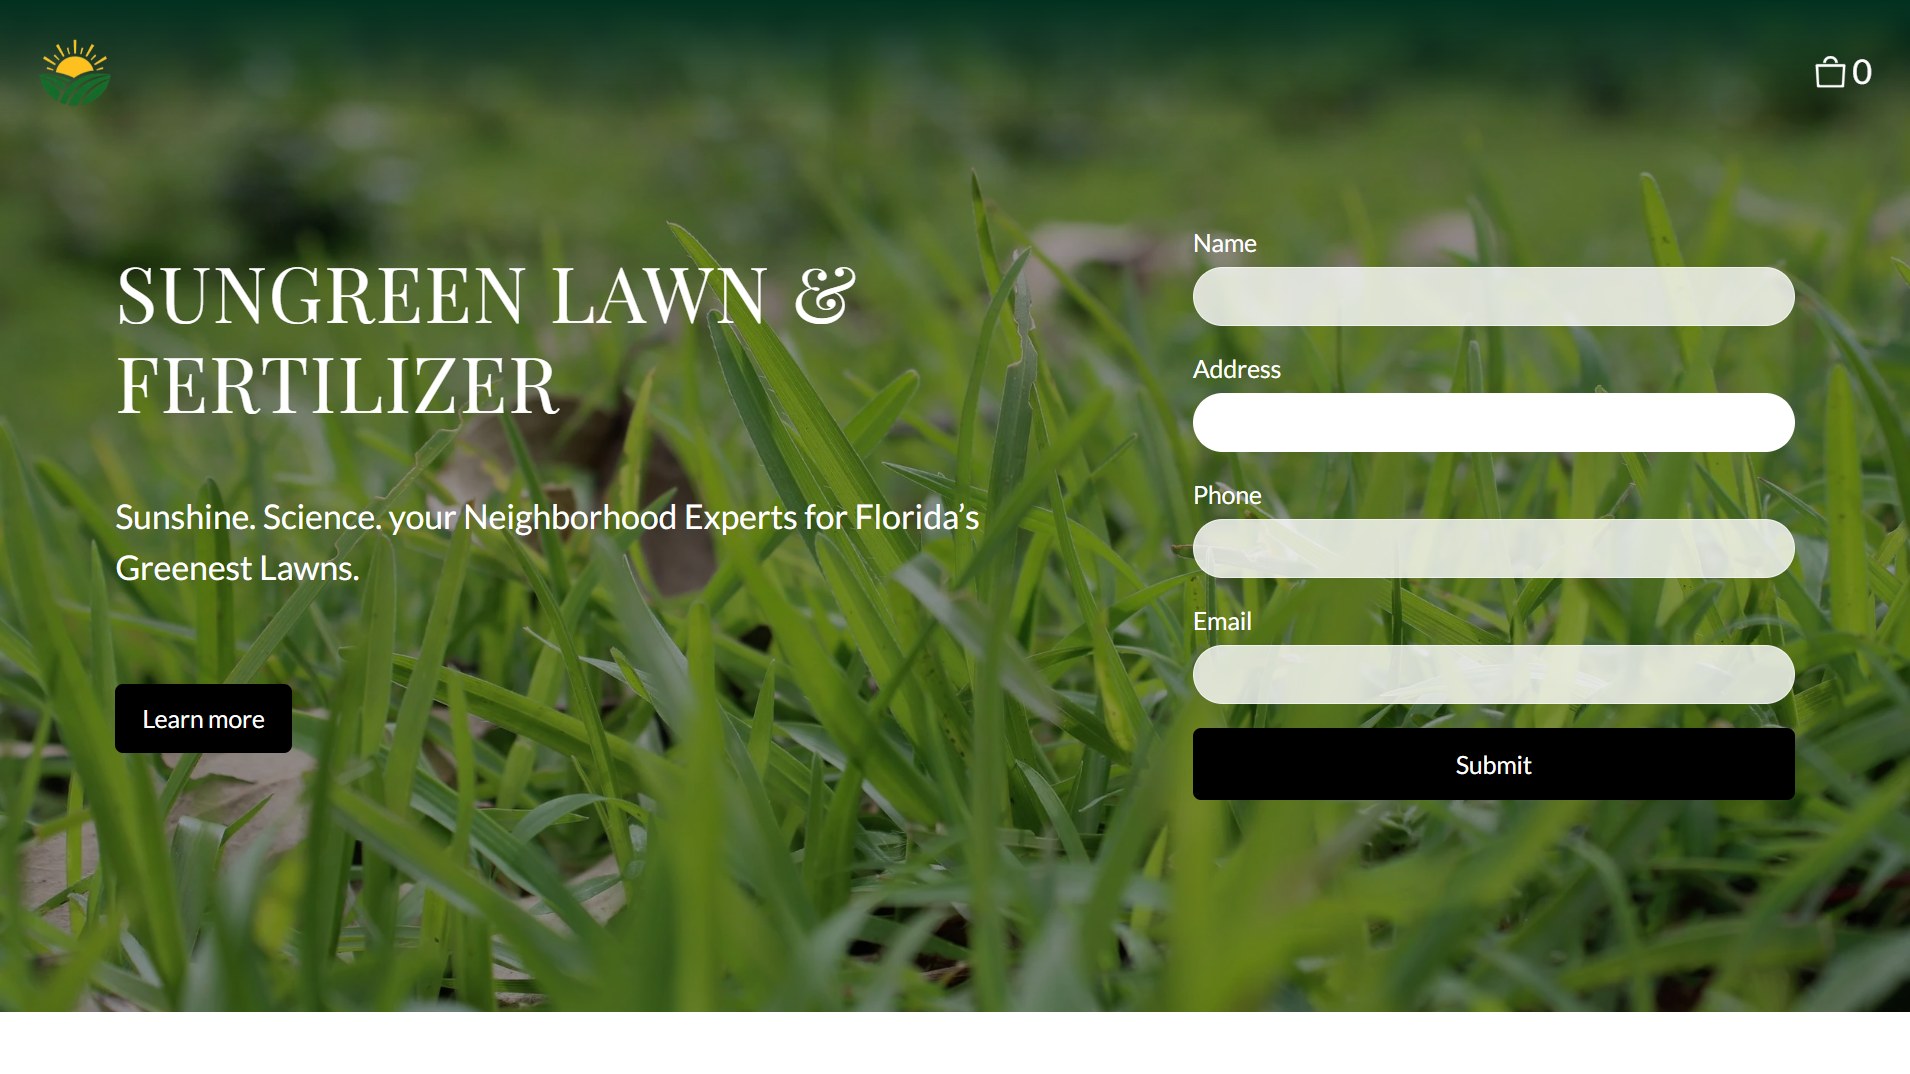 0
SUNGREEN LAWN &
FERTILIZER
Sunshine. Science. your Neighborhood Experts for Florida’s
Greenest Lawns.
Learn more
Name
Address
Phone
Email
Submit